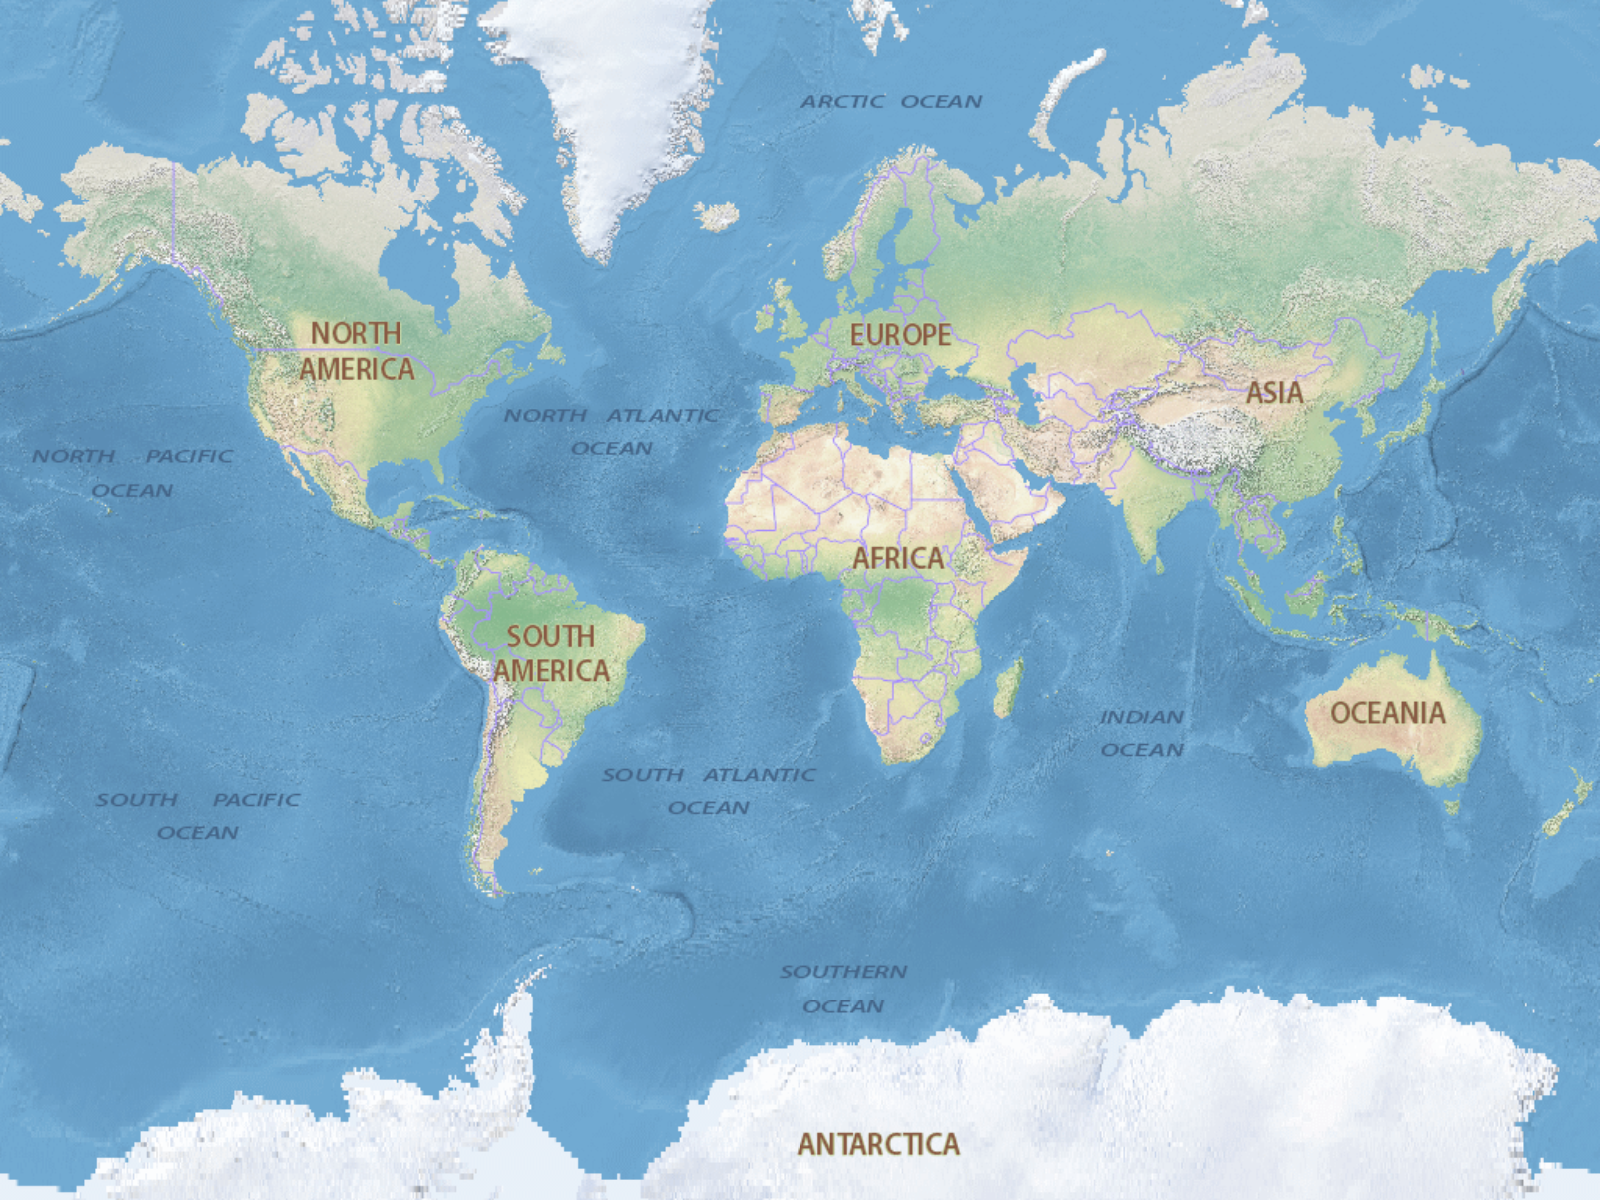 ARCTIC OCEAN
NORTH
AMERICA
EUROPE
ASIA
NORTH ATLANTIC
OCEAN
NORTH PACIFIC
OCEAN
AFRICA
SOUTH
AMERICA
OCEANIA
INDIAN
OCEAN
SOUTH ATLANTIC
OCEAN
SOUTH PACIFIC
OCEAN
SOUTHERN
OCEAN
ANTARCTICA